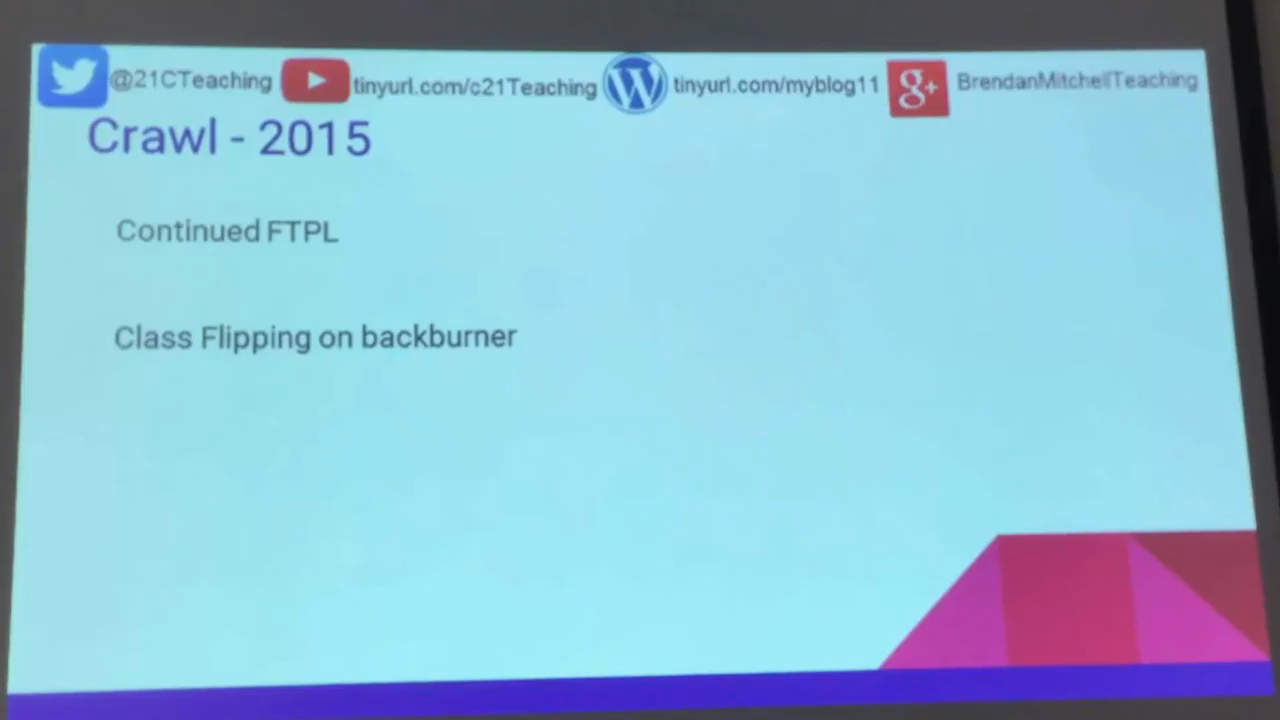 @21CTeaching tinyurl.com/c21Teaching tinyurl.com/myblog11 g+ BrendanMitchellTeaching
Crawl - 2015
Continued FTPL
Class Flipping on backburner